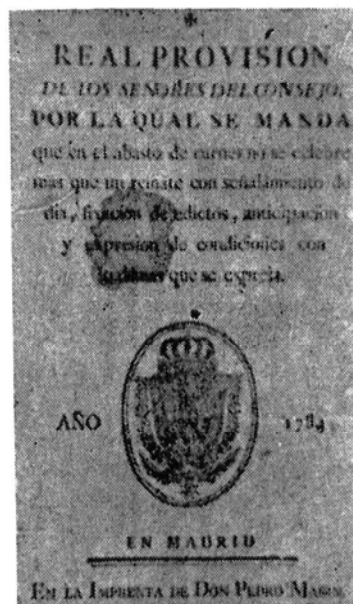 REAL PROVISION
DE LOS SEÑORES DEL CONSEJO,
POR LA QUAL SE MANDA
que en el abasto de carnes no se celebre
mas que un remate con señalamiento de
dia, fixacion de edictos, anticipacion
y expresion de condiciones con
que se expresa.
AÑO 1784
EN MADRID
EN LA IMPRENTA DE DON PEDRO MARIN.